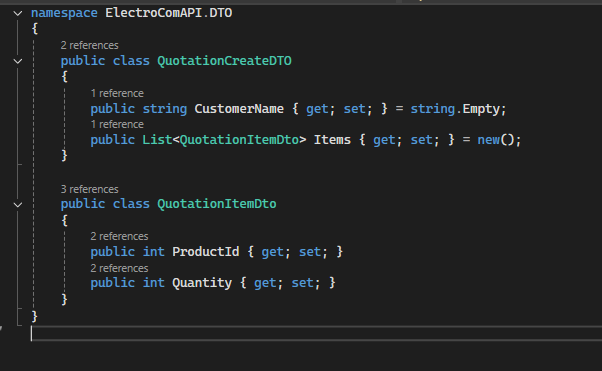 namespace ElectroComAPI.DTO
{
2 references
public class QuotationCreateDTO
{
1 reference
public string CustomerName { get; set; } = string.Empty;
1 reference
public List<QuotationItemDto> Items { get; set; } = new();
}
3 references
public class QuotationItemDto
{
2 references
public int ProductId { get; set; }
2 references
public int Quantity { get; set; }
}
}